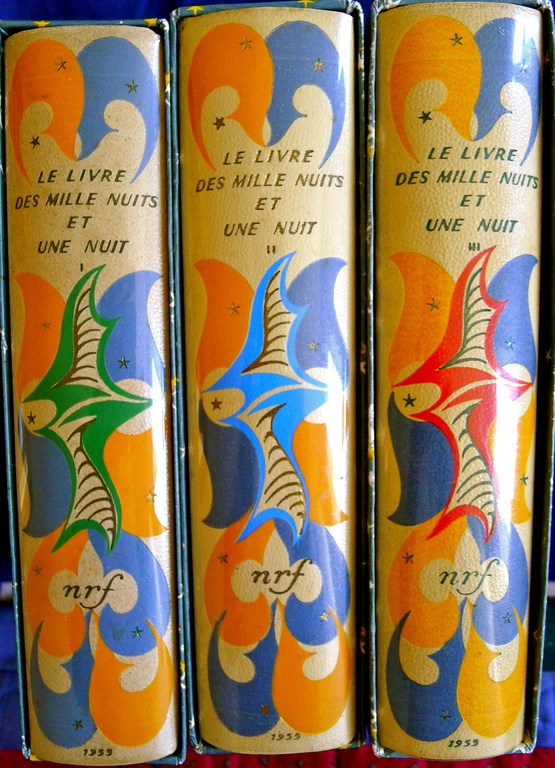 LE LIVRE
DES MILLE NUITS
ET
UNE NUIT
I
nrf
1955
LE LIVRE
DES MILLE NUITS
ET
UNE NUIT
II
nrf
1955
LE LIVRE
DES MILLE NUITS
ET
UNE NUIT
III
nrf
1955